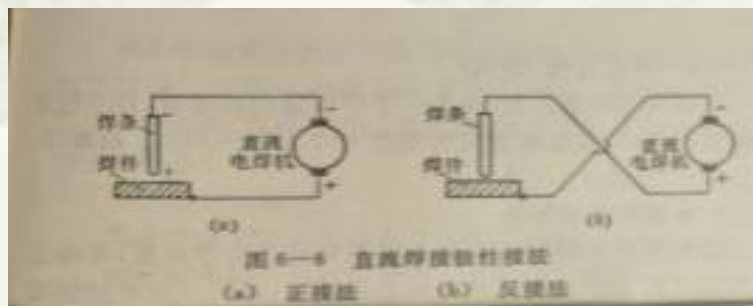 焊条
焊件
直流
电焊机
−
+
−
+
(a)
焊条
焊件
直流
电焊机
−
+
(b)
图6—6 直流焊接极性接法
(a) 正接法 (b) 反接法